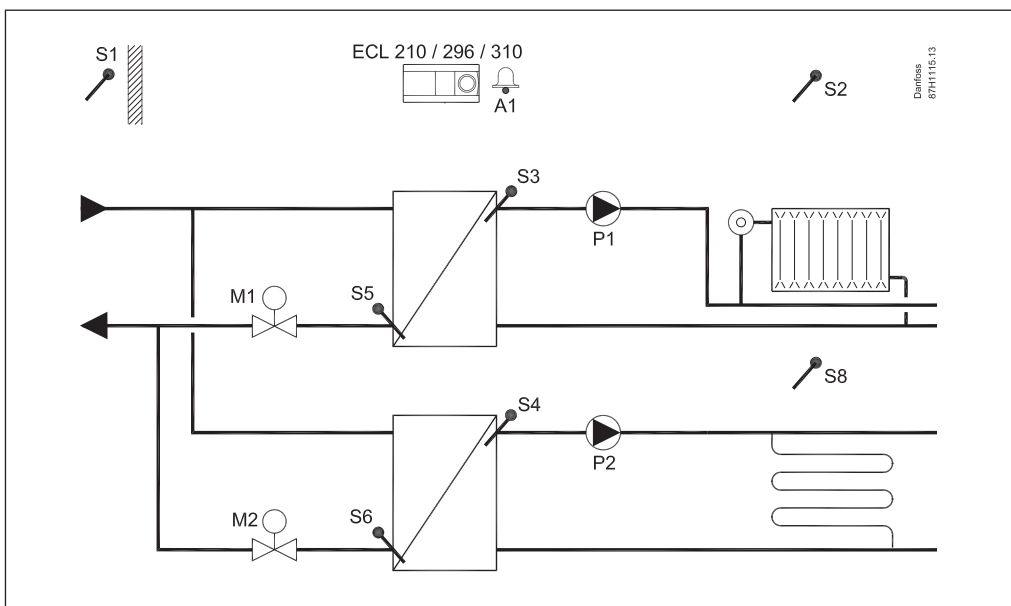 S1
ECL 210 / 296 / 310
A1
S2
Danfoss
87H1115.13
S3
P1
M1
S5
S8
S4
P2
M2
S6